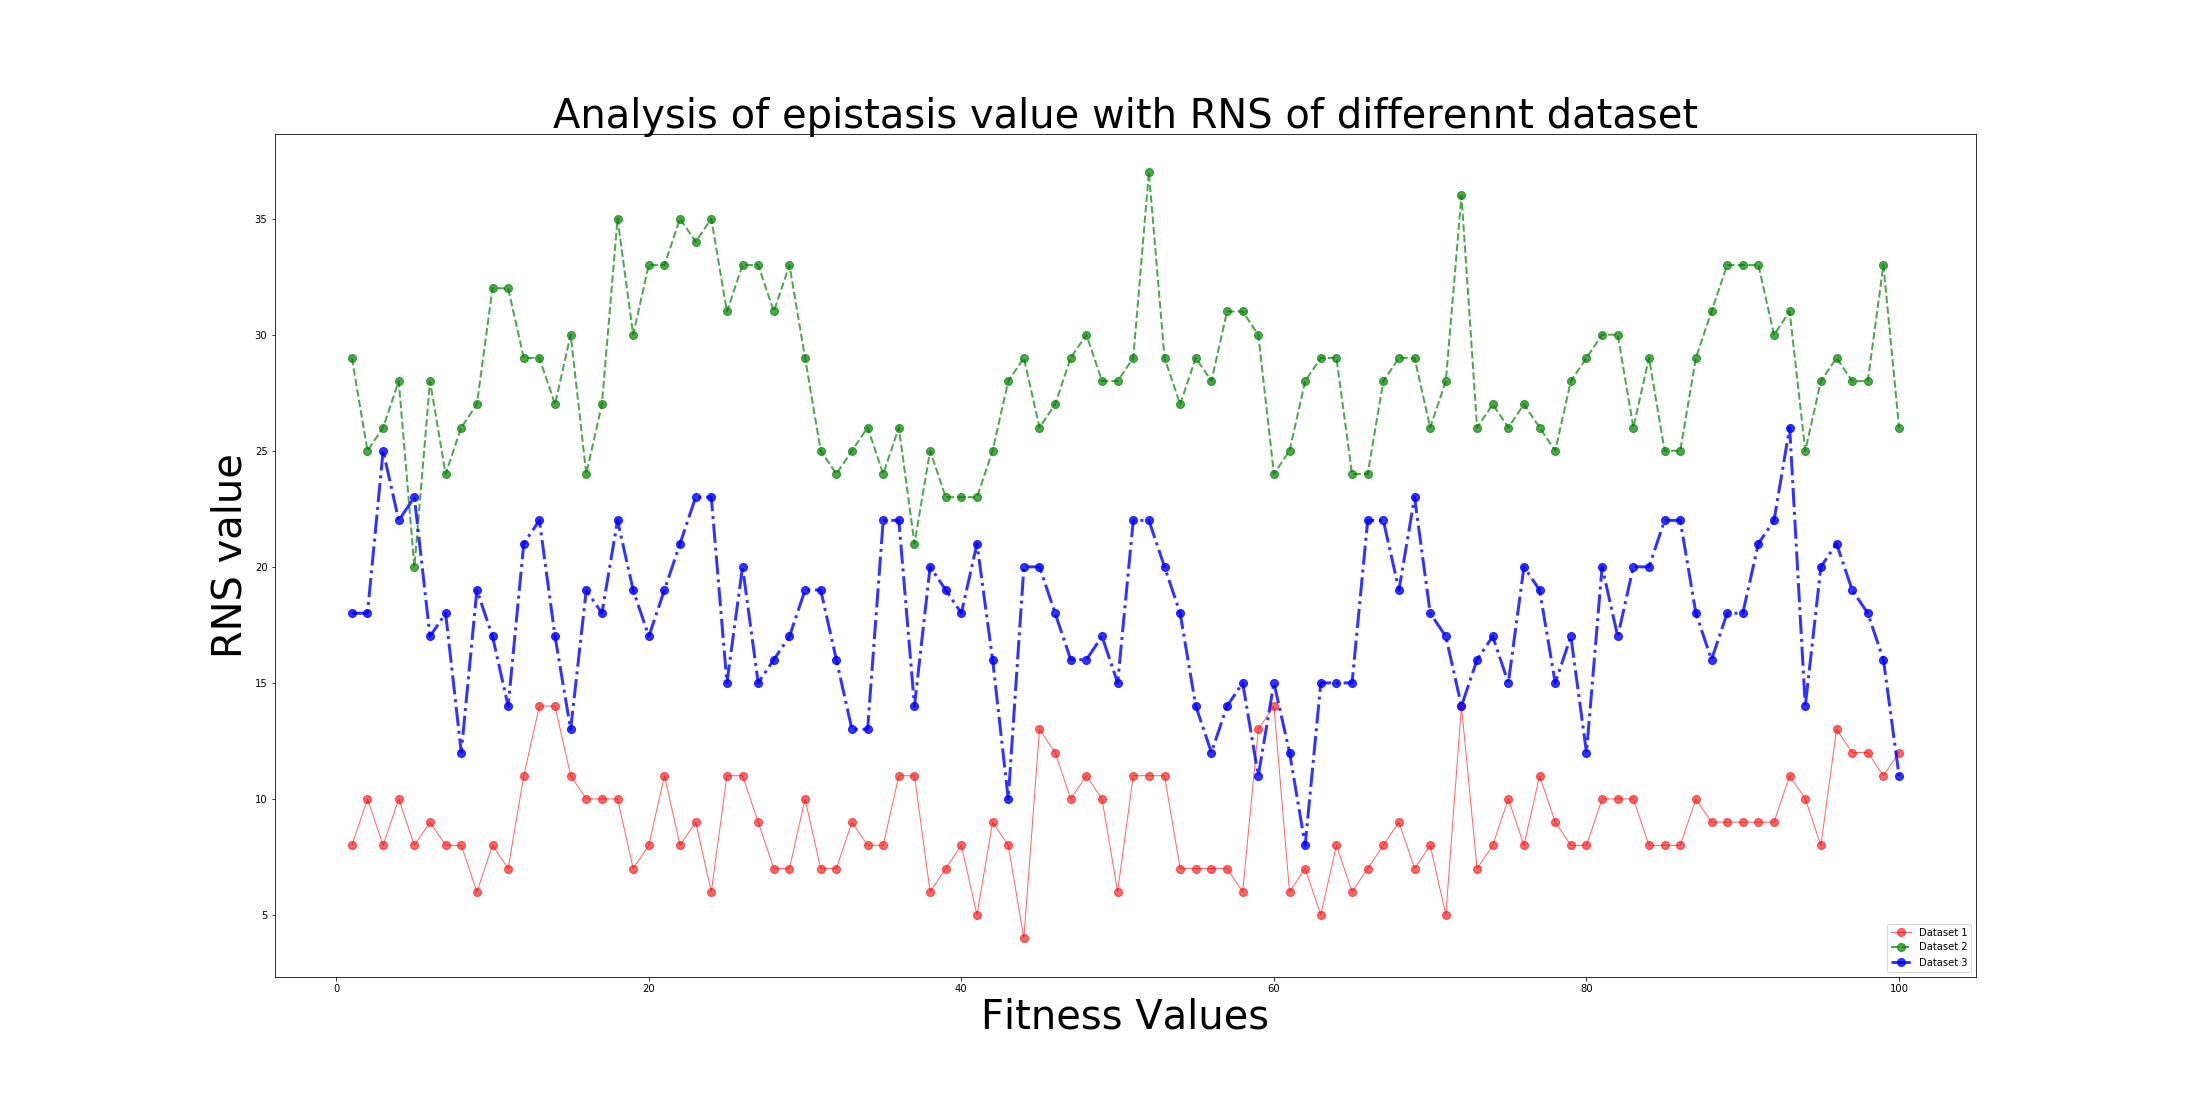 Analysis of epistasis value with RNS of differennt dataset
RNS value
35
30
25
20
15
10
5
0
20
40
60
80
100
Fitness Values
Dataset 1
Dataset 2
Dataset 3